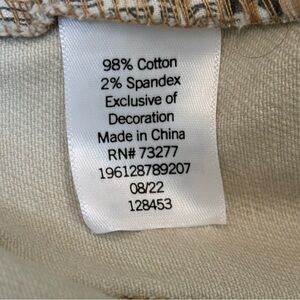 98% Cotton
2% Spandex
Exclusive of
Decoration
Made in China
RN# 73277
196128789207
08/22
128453